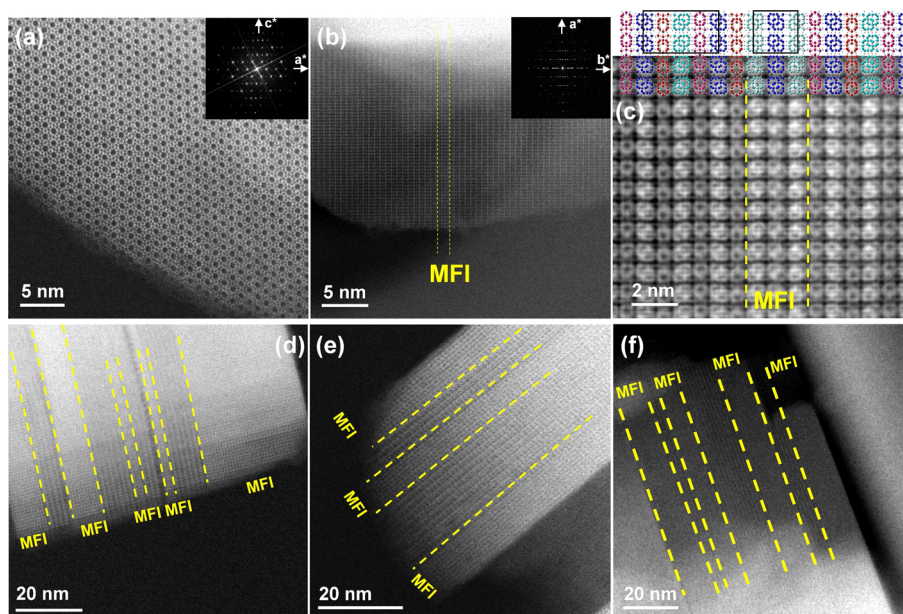 (a)
c*
a*
5 nm
(b)
a*
b*
MFI
5 nm
(c)
MFI
2 nm
(d)
MFI
MFI
MFI
MFI
MFI
20 nm
(e)
MFI
MFI
MFI
20 nm
(f)
MFI
MFI
MFI
MFI
20 nm